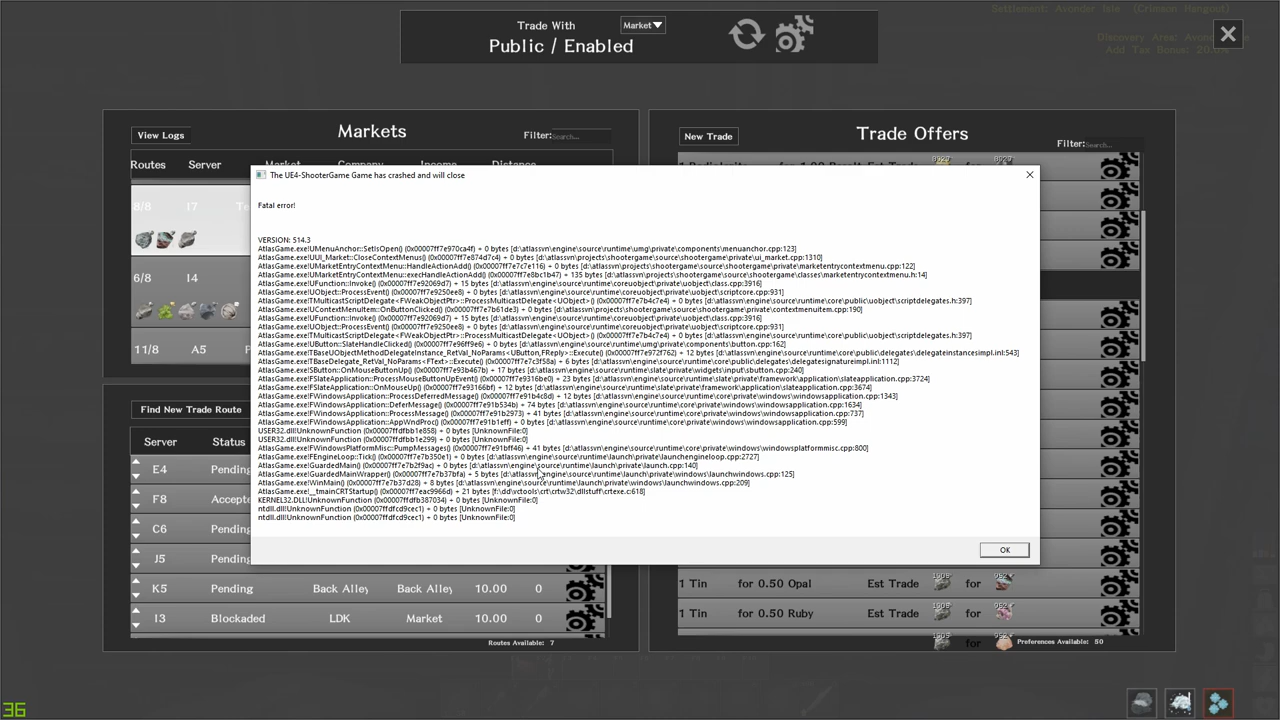 Settlement: Avonder Isle (Crimann Hangout)
Trade With
Market
Public / Enabled
Add Tax Bonus: 20.0%
View Logs
Markets
Filter:
Search...
New Trade
Trade Offers
Filter:
Search...
Routes Server Market Company Income Distance
8/8 I7
6/8 I4
11/8 A5
The UE4-ShooterGame Game has crashed and will close
Fatal error!
VERSION: 514.3
AtlasGame.exe!UMenuAnchor::SetIsOpen() (0x00007ff7e970ca4f) + 0 bytes [d:\atlassvn\engine\source\runtime\umg\private\components\menuanchor.cpp:123]
AtlasGame.exe!UUI_Market::CloseContextMenus() (0x00007ff7e874d7c4) + 0 bytes [d:\atlassvn\projects\shootergame\source\shootergame\private\ui_market.cpp:1310]
AtlasGame.exe!UMarketEntryContextMenu::HandleActionAdd() (0x00007ff7e7c7e116) + 0 bytes [d:\atlassvn\projects\shootergame\source\shootergame\private\marketentrycontextmenu.cpp:122]
AtlasGame.exe!UMarketEntryContextMenu::execHandleActionAdd() (0x00007ff7e8bc1b47) + 135 bytes [d:\atlassvn\projects\shootergame\source\shootergame\classes\marketentrycontextmenu.h:14]
AtlasGame.exe!UFunction::Invoke() (0x00007ff7e92069d7) + 15 bytes [d:\atlassvn\engine\source\runtime\coreuobject\private\uobject\class.cpp:3916]
AtlasGame.exe!UObject::ProcessEvent() (0x00007ff7e9250ee8) + 0 bytes [d:\atlassvn\engine\source\runtime\coreuobject\private\uobject\scriptcore.cpp:931]
AtlasGame.exe!TMulticastScriptDelegate<FWeakObjectPtr>::ProcessMulticastDelegate<UObject>() (0x00007ff7e7b4c7e4) + 0 bytes [d:\atlassvn\engine\source\runtime\core\public\uobject\scriptdelegates.h:397]
AtlasGame.exe!UContextMenuItem::OnButtonClicked() (0x00007ff7e7b61de3) + 0 bytes [d:\atlassvn\projects\shootergame\source\shootergame\private\contextmenuitem.cpp:190]
AtlasGame.exe!UFunction::Invoke() (0x00007ff7e92069d7) + 15 bytes [d:\atlassvn\engine\source\runtime\coreuobject\private\uobject\class.cpp:3916]
AtlasGame.exe!UObject::ProcessEvent() (0x00007ff7e9250ee8) + 0 bytes [d:\atlassvn\engine\source\runtime\coreuobject\private\uobject\scriptcore.cpp:931]
AtlasGame.exe!TMulticastScriptDelegate<FWeakObjectPtr>::ProcessMulticastDelegate<UObject>() (0x00007ff7e7b4c7e4) + 0 bytes [d:\atlassvn\engine\source\runtime\core\public\uobject\scriptdelegates.h:397]
AtlasGame.exe!UButton::SlateHandleClicked() (0x00007ff7e96ff9e6) + 0 bytes [d:\atlassvn\engine\source\runtime\umg\private\components\button.cpp:162]
AtlasGame.exe!TBaseUObjectMethodDelegateInstance_RetVal_NoParams<UButton,FReply>::Execute() (0x00007ff7e972f762) + 12 bytes [d:\atlassvn\engine\source\runtime\core\public\delegates\delegateinstancesimpl.inl:543]
AtlasGame.exe!TBaseDelegate_RetVal_NoParams<FText>::Execute() (0x00007ff7e7c3f58a) + 6 bytes [d:\atlassvn\engine\source\runtime\core\public\delegates\delegatesignatureimpl.inl:1112]
AtlasGame.exe!SButton::OnMouseButtonUp() (0x00007ff7e93b467b) + 17 bytes [d:\atlassvn\engine\source\runtime\slate\private\widgets\input\sbutton.cpp:240]
AtlasGame.exe!FSlateApplication::ProcessMouseButtonUpEvent() (0x00007ff7e9316be0) + 23 bytes [d:\atlassvn\engine\source\runtime\slate\private\framework\application\slateapplication.cpp:3724]
AtlasGame.exe!FSlateApplication::OnMouseUp() (0x00007ff7e93166bf) + 12 bytes [d:\atlassvn\engine\source\runtime\slate\private\framework\application\slateapplication.cpp:3674]
AtlasGame.exe!FWindowsApplication::ProcessDeferredMessage() (0x00007ff7e91b4c8d) + 12 bytes [d:\atlassvn\engine\source\runtime\core\private\windows\windowsapplication.cpp:1343]
AtlasGame.exe!FWindowsApplication::DeferMessage() (0x00007ff7e91b534b) + 74 bytes [d:\atlassvn\engine\source\runtime\core\private\windows\windowsapplication.cpp:1634]
AtlasGame.exe!FWindowsApplication::ProcessMessage() (0x00007ff7e91b2973) + 41 bytes [d:\atlassvn\engine\source\runtime\core\private\windows\windowsapplication.cpp:737]
AtlasGame.exe!FWindowsApplication::AppWndProc() (0x00007ff7e91b1eff) + 0 bytes [d:\atlassvn\engine\source\runtime\core\private\windows\windowsapplication.cpp:599]
USER32.dll!UnknownFunction (0x00007ffdfbb1e858) + 0 bytes [UnknownFile:0]
USER32.dll!UnknownFunction (0x00007ffdfbb1e299) + 0 bytes [UnknownFile:0]
AtlasGame.exe!FWindowsPlatformMisc::PumpMessages() (0x00007ff7e91bff46) + 41 bytes [d:\atlassvn\engine\source\runtime\core\private\windows\windowsplatformmisc.cpp:800]
AtlasGame.exe!FEngineLoop::Tick() (0x00007ff7e7b350e1) + 0 bytes [d:\atlassvn\engine\source\runtime\launch\private\launchengineloop.cpp:2727]
AtlasGame.exe!GuardedMain() (0x00007ff7e7b2f9ac) + 0 bytes [d:\atlassvn\engine\source\runtime\launch\private\launch.cpp:140]
AtlasGame.exe!GuardedMainWrapper() (0x00007ff7e7b37bfa) + 5 bytes [d:\atlassvn\engine\source\runtime\launch\private\windows\launchwindows.cpp:125]
AtlasGame.exe!WinMain() (0x00007ff7e7b37d28) + 8 bytes [d:\atlassvn\engine\source\runtime\launch\private\windows\launchwindows.cpp:209]
AtlasGame.exe!__tmainCRTStartup() (0x00007ff7eac9966d) + 21 bytes [f:\dd\vctools\crt\crtw32\dllstuff\crtexe.c:618]
KERNEL32.DLL!UnknownFunction (0x00007ffdfb387034) + 0 bytes [UnknownFile:0]
ntdll.dll!UnknownFunction (0x00007ffdfcd9cec1) + 0 bytes [UnknownFile:0]
ntdll.dll!UnknownFunction (0x00007ffdfcd9cec1) + 0 bytes [UnknownFile:0]
OK
Find New Trade Route
Server Status
E4 Pending
F8 Accepte
C6 Pending
J5 Pending
K5 Pending Back Alley Back Alley 10.00 0
I3 Blockaded LDK Market 10.00 0
Routes Available: 7
1 Tin for 0.50 Opal Est Trade for
1 Tin for 0.50 Ruby Est Trade for
for
Preferences Available: 50
36